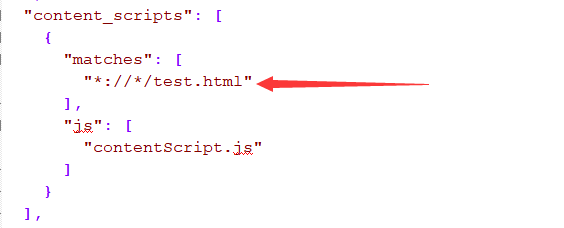 "content_scripts": [
{
"matches": [
"*://*/test.html"
],
"js": [
"contentScript.js"
]
}
],